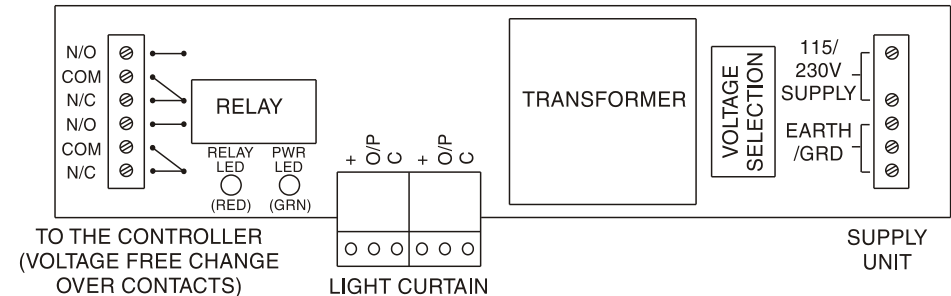 N/O
COM
N/C
N/O
COM
N/C
RELAY
RELAY
LED
(RED)
PWR
LED
(GRN)
+
O/P
C
+
O/P
C
TRANSFORMER
VOLTAGE
SELECTION
115/
230V
SUPPLY
EARTH
/GRD
TO THE CONTROLLER
(VOLTAGE FREE CHANGE
OVER CONTACTS)
LIGHT CURTAIN
SUPPLY
UNIT